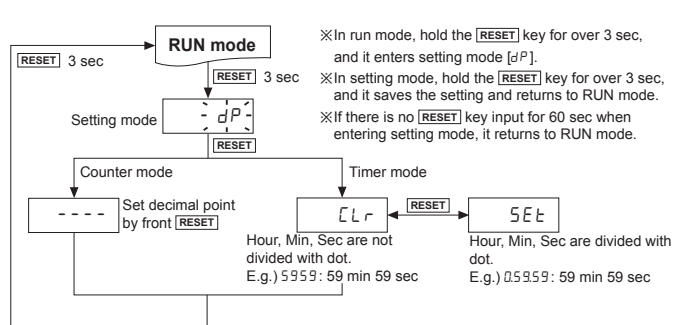 RUN mode
RESET 3 sec
RESET 3 sec
※In run mode, hold the RESET key for over 3 sec,
and it enters setting mode [dP].
※In setting mode, hold the RESET key for over 3 sec,
and it saves the setting and returns to RUN mode.
※If there is no RESET key input for 60 sec when
entering setting mode, it returns to RUN mode.
Setting mode
dP
RESET
Counter mode
Timer mode
- - - -
Set decimal point
by front RESET
CLr
RESET
SEt
Hour, Min, Sec are not
divided with dot.
E.g.) 5959: 59 min 59 sec
Hour, Min, Sec are divided with
dot.
E.g.) 0.59.59: 59 min 59 sec